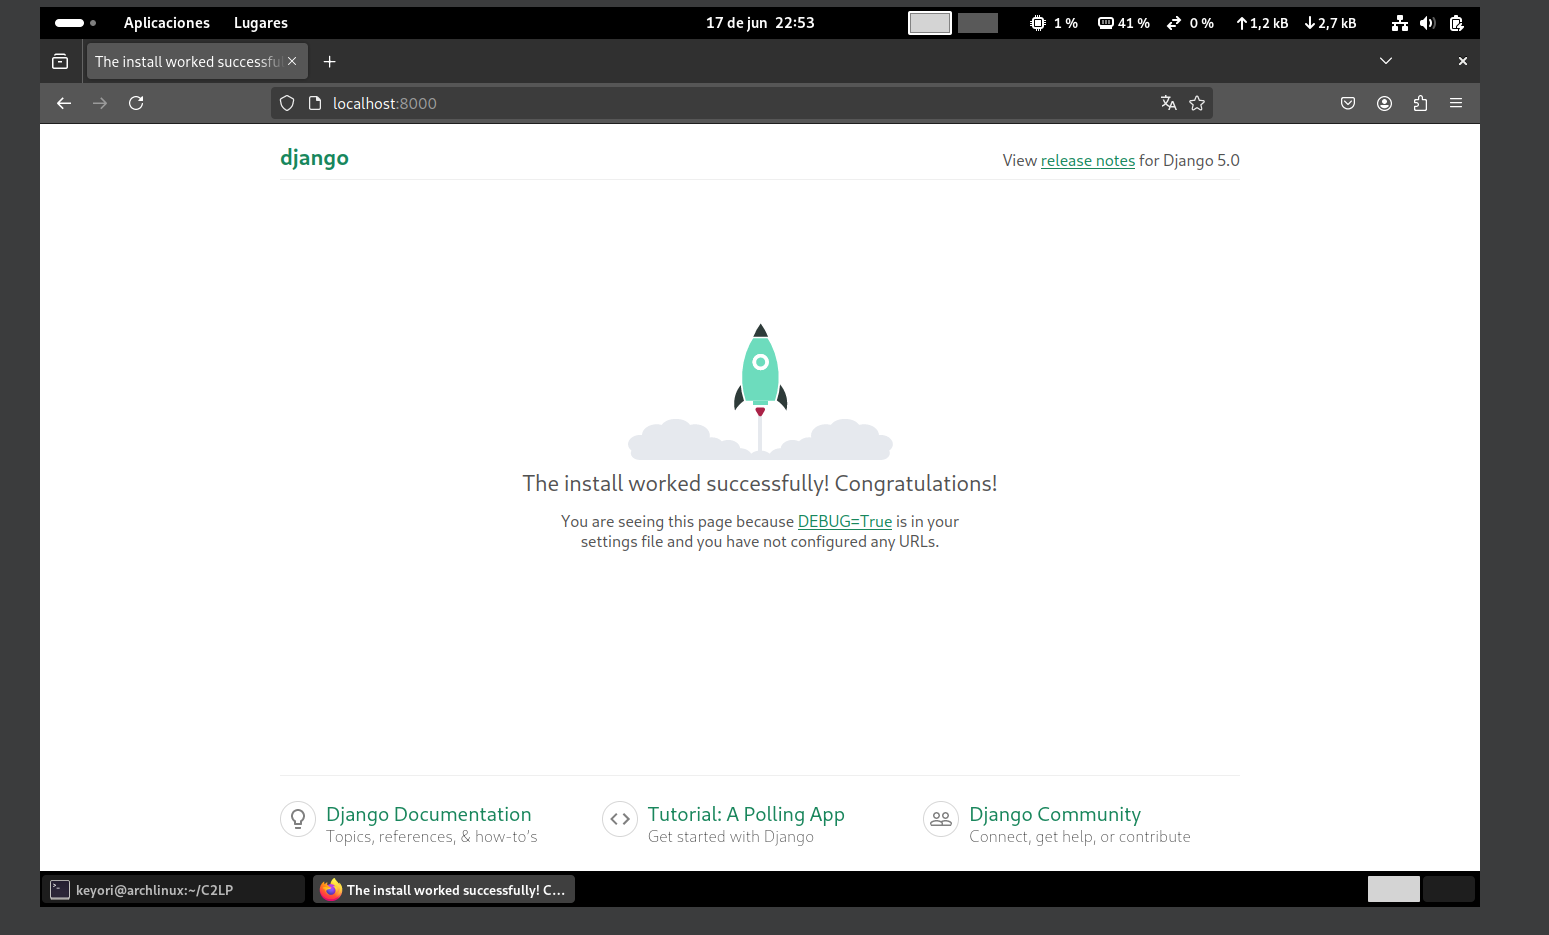 Aplicaciones Lugares 17 de jun 22:53 1 % 41 % 0 % 1,2 kB 2,7 kB
The install worked successful
localhost:8000
django View release notes for Django 5.0
The install worked successfully! Congratulations!
You are seeing this page because DEBUG=True is in your
settings file and you have not configured any URLs.
Django Documentation
Topics, references, & how-to’s
Tutorial: A Polling App
Get started with Django
Django Community
Connect, get help, or contribute
keyori@archlinux:~/C2LP The install worked successfully! C…